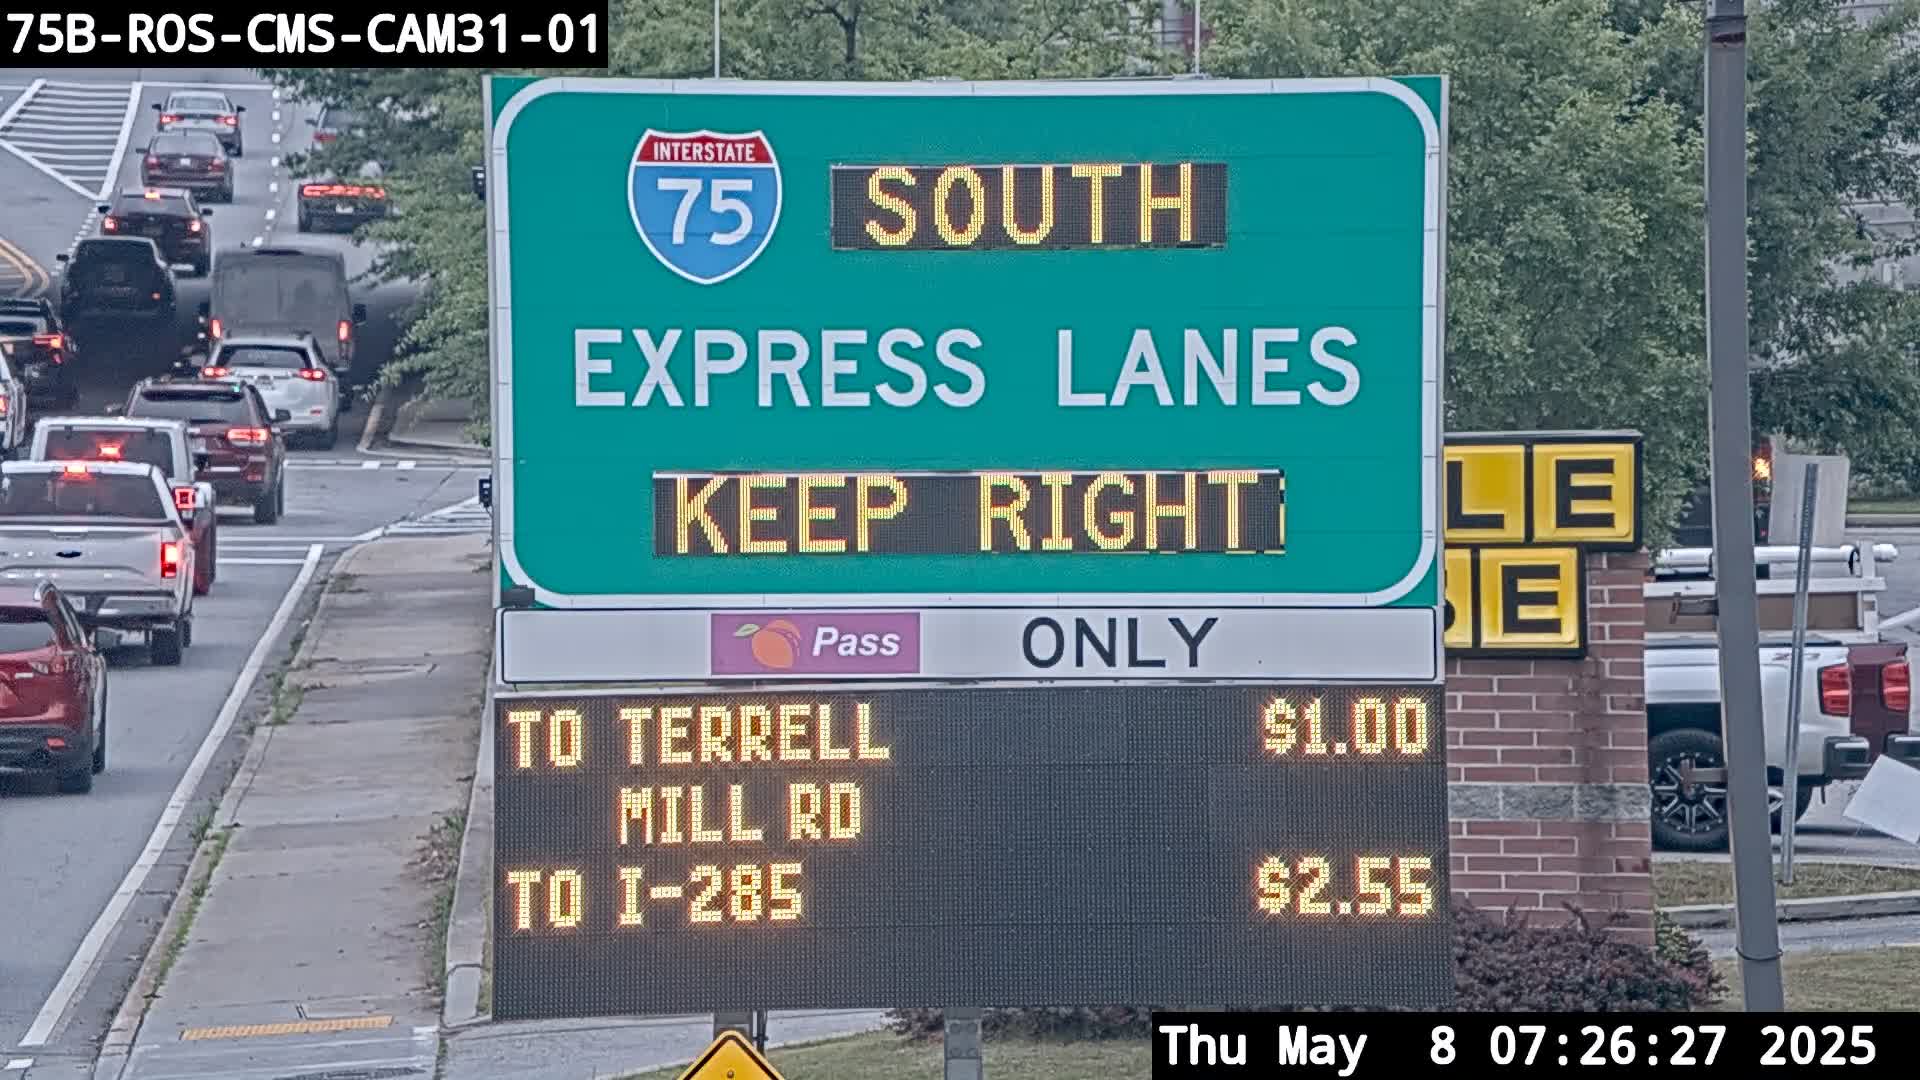 75B-ROS-CMS-CAM31-01
INTERSTATE
75
SOUTH
EXPRESS LANES
KEEP RIGHT
LE
E
Pass ONLY
TO TERRELL $1.00
MILL RD
TO I-285 $2.55
Thu May 8 07:26:27 2025